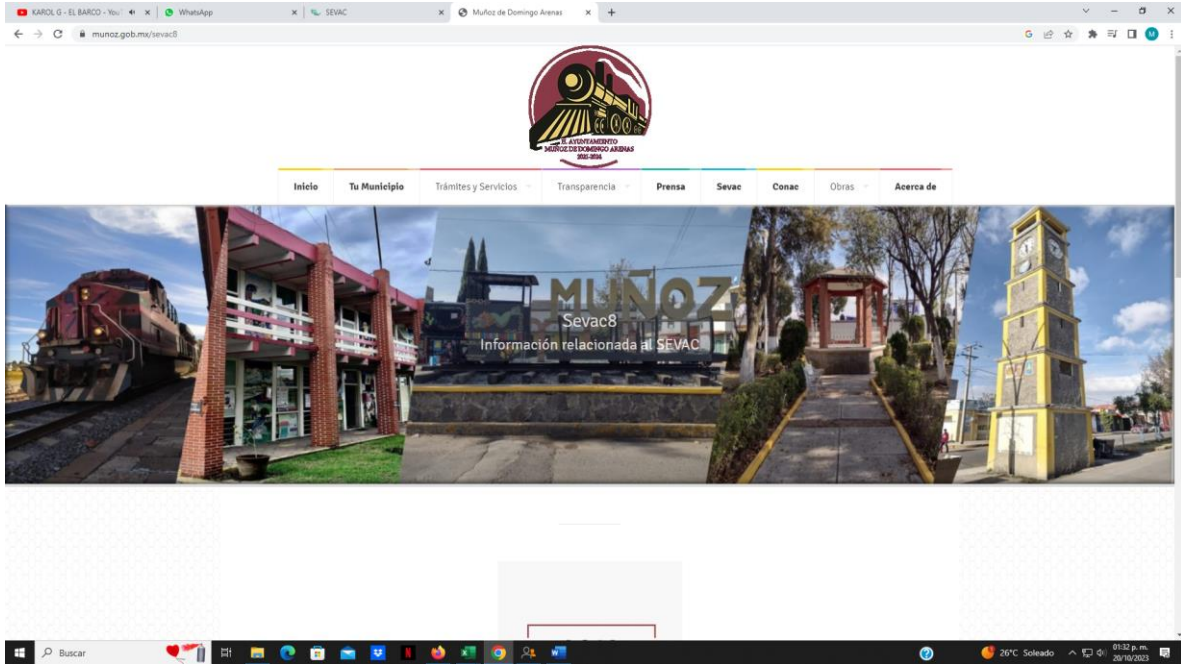 KAROL G - EL BARCO - You
WhatsApp
SEVAC
Muñoz de Domingo Arenas
munoz.gob.mx/sevac8
H. AYUNTAMIENTO
MUÑOZ DE DOMINGO ARENAS
2021-2024
Inicio
Tu Municipio
Trámites y Servicios
Transparencia
Prensa
Sevac
Conac
Obras
Acerca de
MUÑOZ
Sevac8
Información relacionada al SEVAC
Buscar
26°C Soleado
01:32 p. m.
20/10/2023